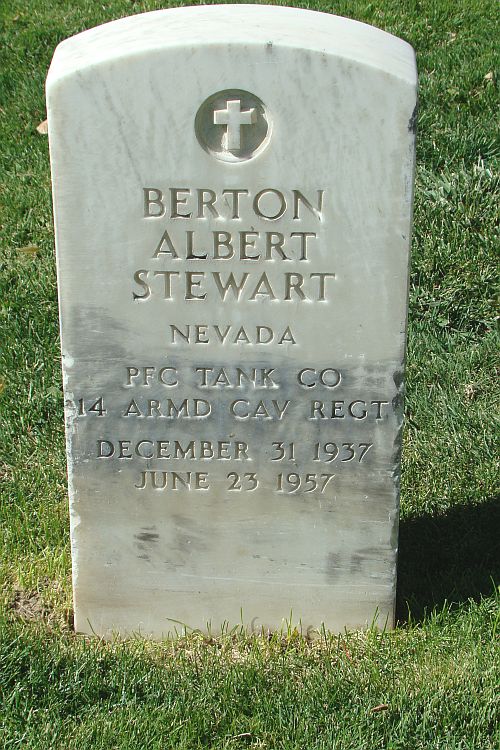 BERTON
ALBERT
STEWART
NEVADA
PFC TANK CO
14 ARMD CAV REGT
DECEMBER 31 1937
JUNE 23 1957